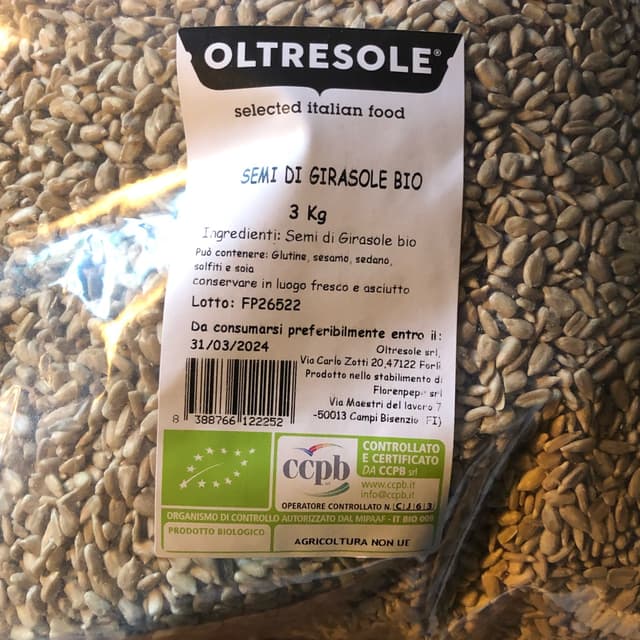 OLTRESOLE®
selected italian food
SEMI DI GIRASOLE BIO
3 Kg
Ingredienti: Semi di Girasole bio
Può contenere: Glutine, sesamo, sedano,
solfiti e soia
conservare in luogo fresco e asciutto
Lotto: FP26522
Da consumarsi preferibilmente entro il:
31/03/2024
Oltresole srl,
Via Carlo Zotti 20,47122 Forlì
Prodotto nello stabilimento di
Florenpepe srl
Via Maestri del lavoro 7
-50013 Campi Bisenzio FI)
8 388766 122252
ccpb
CONTROLLATO
E CERTIFICATO
DA CCPB srl
www.ccpb.it
info@ccpb.it
OPERATORE CONTROLLATO N. CJ63
ORGANISMO DI CONTROLLO AUTORIZZATO DAL MIPAAF - IT BIO 009
PRODOTTO BIOLOGICO
AGRICOLTURA NON UE